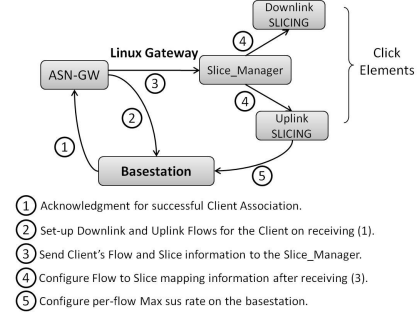 Downlink
SLICING
Click
Elements
Linux Gateway
4
ASN-GW
3
Slice_Manager
2
4
Uplink
SLICING
1
Basestation
5
1 Acknowledgment for successful Client Association.
2 Set-up Downlink and Uplink Flows for the Client on receiving (1).
3 Send Client's Flow and Slice information to the Slice_Manager.
4 Configure Flow to Slice mapping information after receiving (3).
5 Configure per-flow Max sus rate on the basestation.